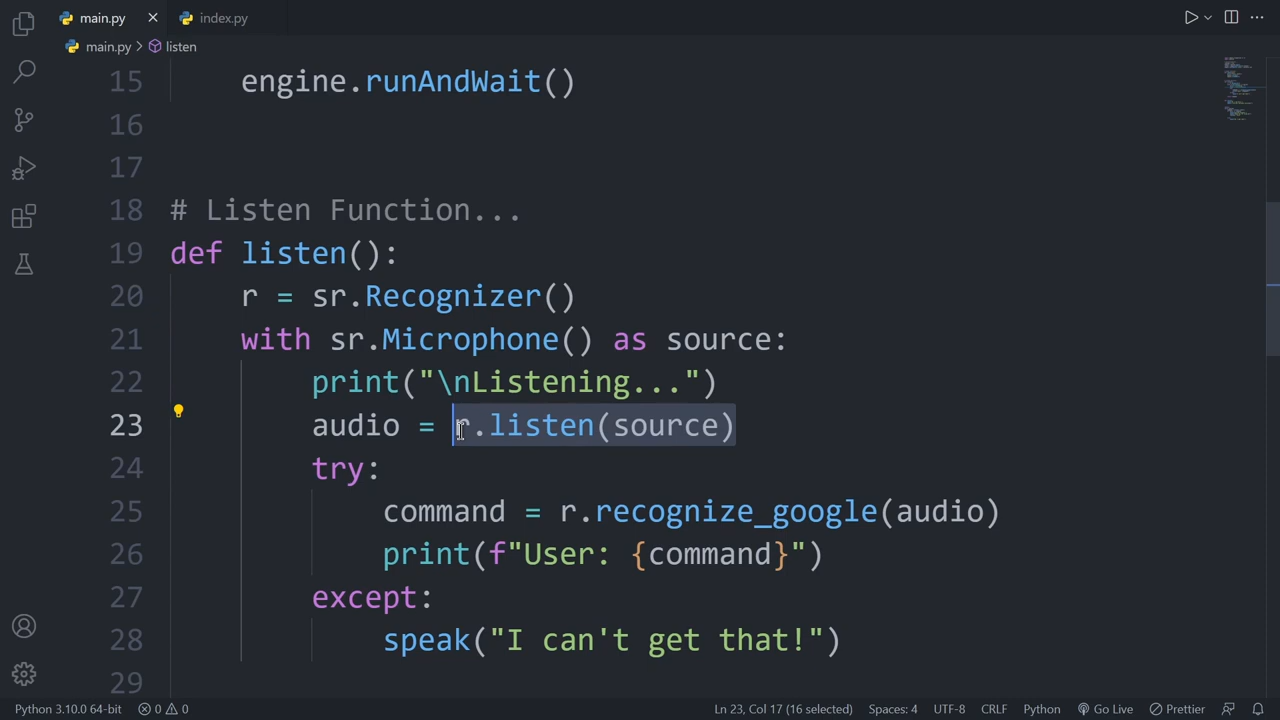 main.py
index.py
main.py > listen
15 engine.runAndWait()
16
17
18 # Listen Function...
19 def listen():
20 r = sr.Recognizer()
21 with sr.Microphone() as source:
22 print("\nListening...")
23 audio = r.listen(source)
24 try:
25 command = r.recognize_google(audio)
26 print(f"User: {command}")
27 except:
28 speak("I can't get that!")
29
Python 3.10.0 64-bit 0 0 Ln 23, Col 17 (16 selected) Spaces: 4 UTF-8 CRLF Python Go Live Prettier